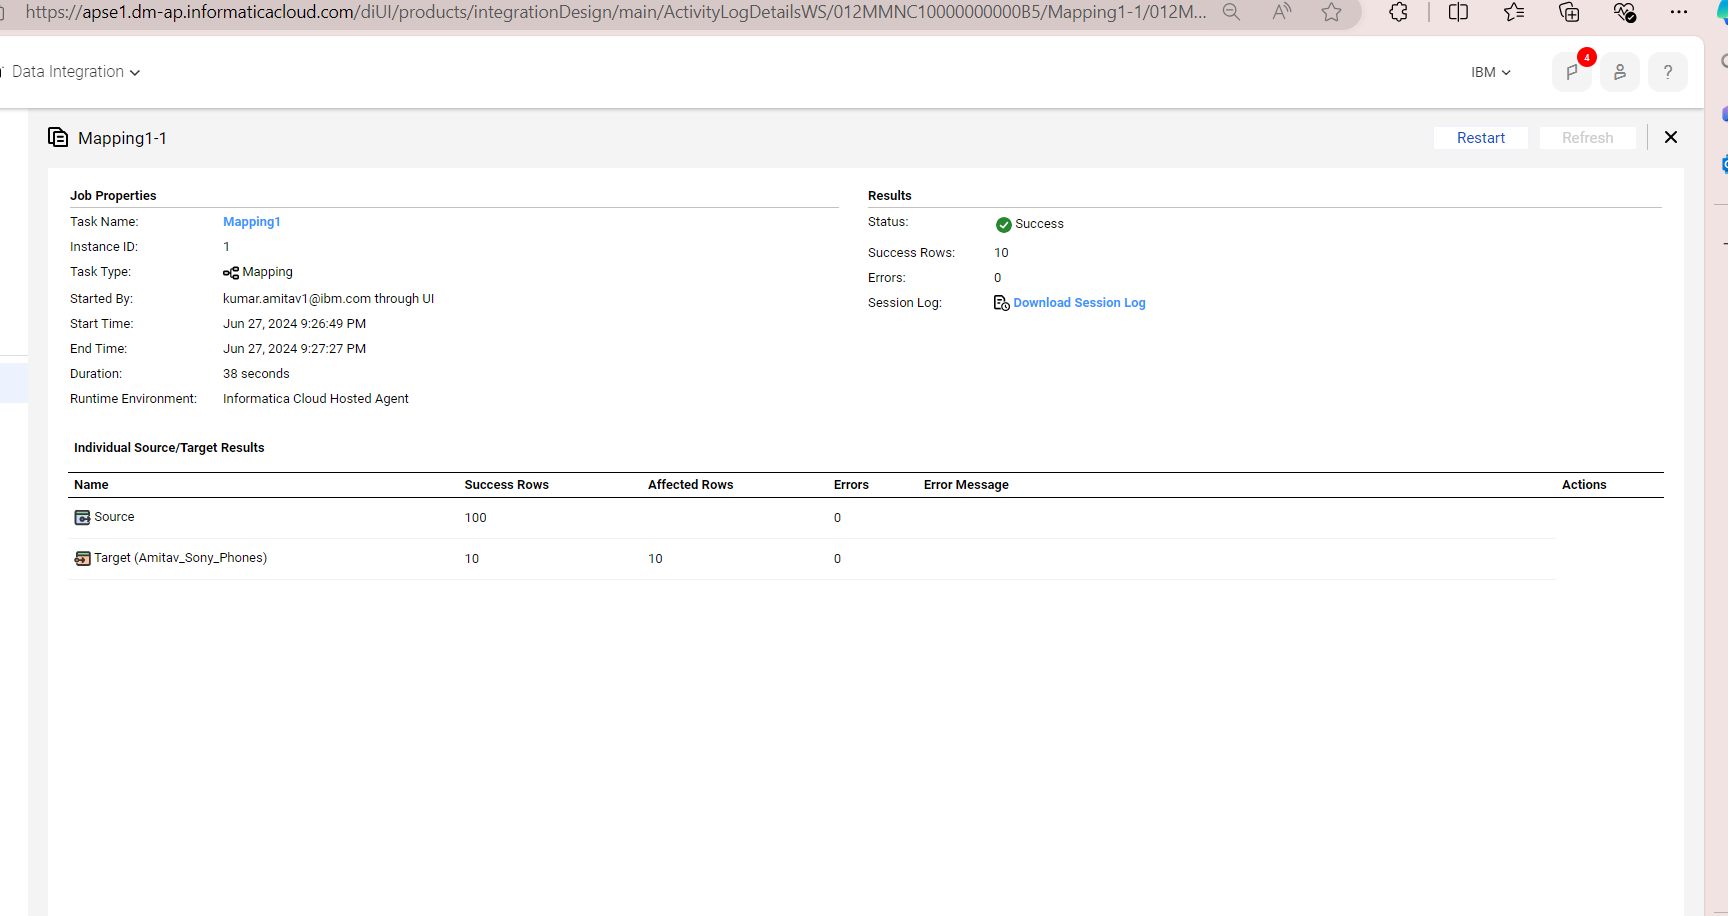 https://apse1.dm-ap.informaticacloud.com/diUI/products/integrationDesign/main/ActivityLogDetailsWS/012MMNC10000000000B5/Mapping1-1/012M...
Data Integration
IBM
4
?
Mapping1-1
Restart
Refresh
Job Properties
Task Name: Mapping1
Instance ID: 1
Task Type: Mapping
Started By: kumar.amitav1@ibm.com through UI
Start Time: Jun 27, 2024 9:26:49 PM
End Time: Jun 27, 2024 9:27:27 PM
Duration: 38 seconds
Runtime Environment: Informatica Cloud Hosted Agent
Results
Status: Success
Success Rows: 10
Errors: 0
Session Log: Download Session Log
Individual Source/Target Results
Name Success Rows Affected Rows Errors Error Message Actions
Source 100 0
Target (Amitav_Sony_Phones) 10 10 0